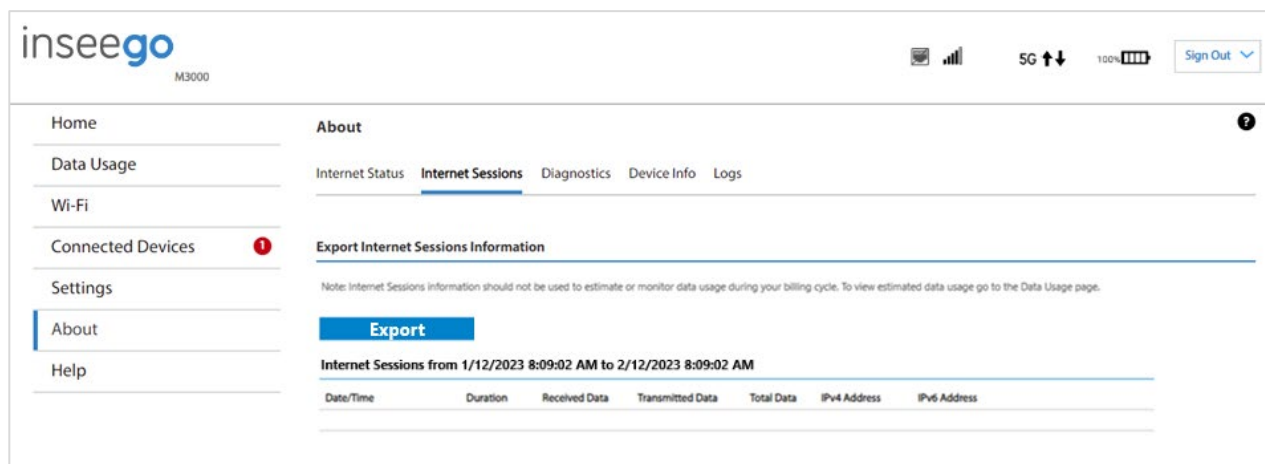 inseego
M3000
5G
100%
Sign Out
Home
Data Usage
Wi-Fi
Connected Devices 1
Settings
About
Help
About
?
Internet Status Internet Sessions Diagnostics Device Info Logs
Export Internet Sessions Information
Note: Internet Sessions information should not be used to estimate or monitor data usage during your billing cycle. To view estimated data usage go to the Data Usage page.
Export
Internet Sessions from 1/12/2023 8:09:02 AM to 2/12/2023 8:09:02 AM
Date/Time Duration Received Data Transmitted Data Total Data IPv4 Address IPv6 Address